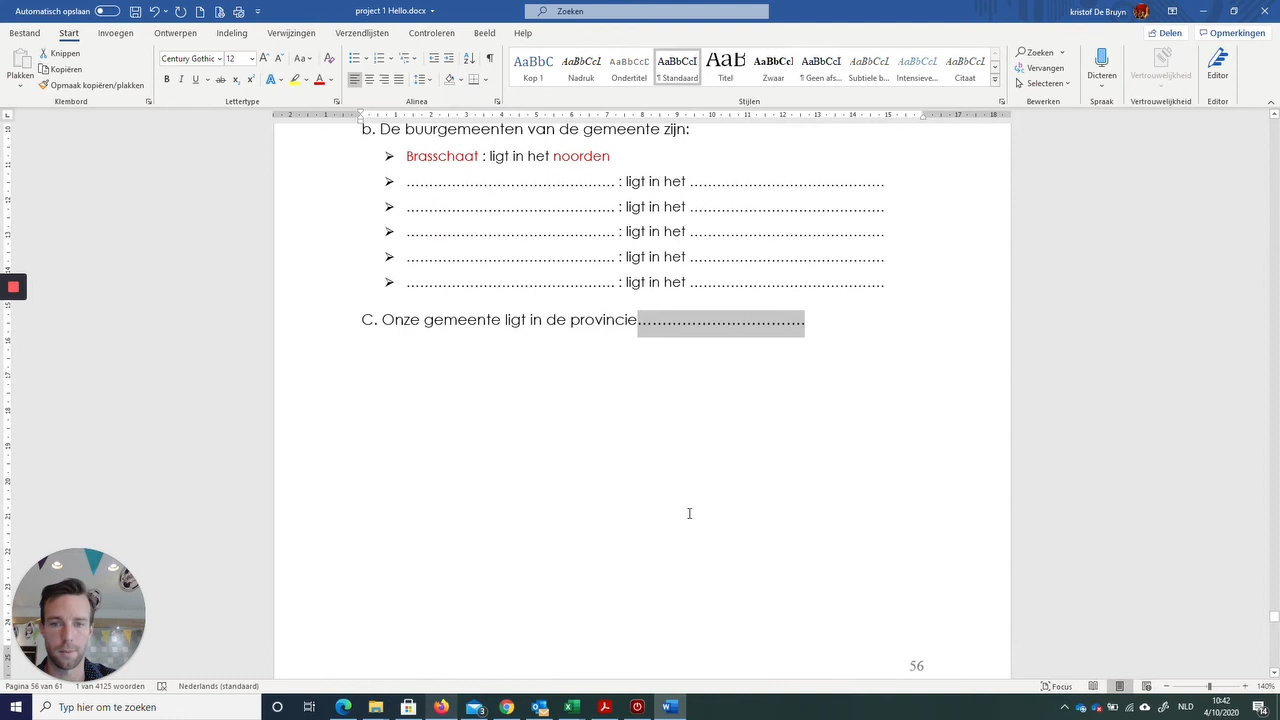 Automatisch opslaan
project 1 Hello.docx
Zoeken
kristof De Bruyn
Bestand Start Invoegen Ontwerpen Indeling Verwijzingen Verzendlijsten Controleren Beeld Help
Delen Opmerkingen
Plakken
Knippen
Kopiëren
Opmaak kopiëren/plakken
Klembord
Century Gothic 12
Lettertype
Alinea
AaBbC AaBbCcL AaBbCcD AaBbCcI AaB AaBbCcI AaBbCcI AaBbCcI AaBbCcI AaBbCcI
Kop 1 Nadruk Ondertitel ¶ Standaard Titel Zwaar ¶ Geen afs... Subtiele b... Intensieve... Citaat
Stijlen
Zoeken
Vervangen
Selecteren
Bewerken
Dicteren
Spraak
Vertrouwelijkheid
Vertrouwelijkh...
Editor
Editor
b. De buurgemeenten van de gemeente zijn:
➢ Brasschaat : ligt in het noorden
➢ ……………………………………… : ligt in het ……………………………………
➢ ……………………………………… : ligt in het ……………………………………
➢ ……………………………………… : ligt in het ……………………………………
➢ ……………………………………… : ligt in het ……………………………………
➢ ……………………………………… : ligt in het ……………………………………
C. Onze gemeente ligt in de provincie…………………………….
56
Pagina 56 van 61 1 van 4125 woorden Nederlands (standaard)
Focus
140%
Typ hier om te zoeken
NLD
10:42
4/10/2020